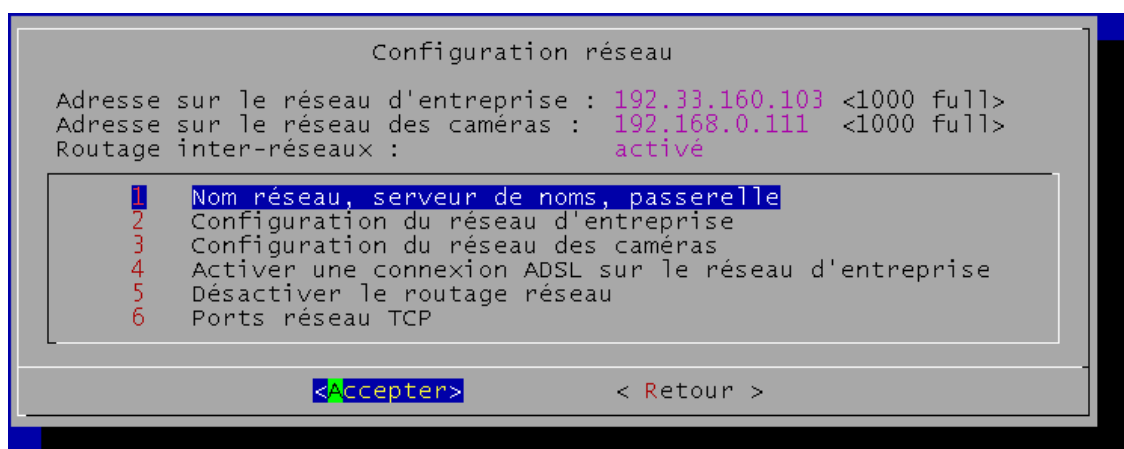 Configuration réseau
Adresse sur le réseau d'entreprise : 192.33.160.103 <1000 full>
Adresse sur le réseau des caméras : 192.168.0.111 <1000 full>
Routage inter-réseaux : activé
1 Nom réseau, serveur de noms, passerelle
2 Configuration du réseau d'entreprise
3 Configuration du réseau des caméras
4 Activer une connexion ADSL sur le réseau d'entreprise
5 Désactiver le routage réseau
6 Ports réseau TCP
<Accepter> < Retour >